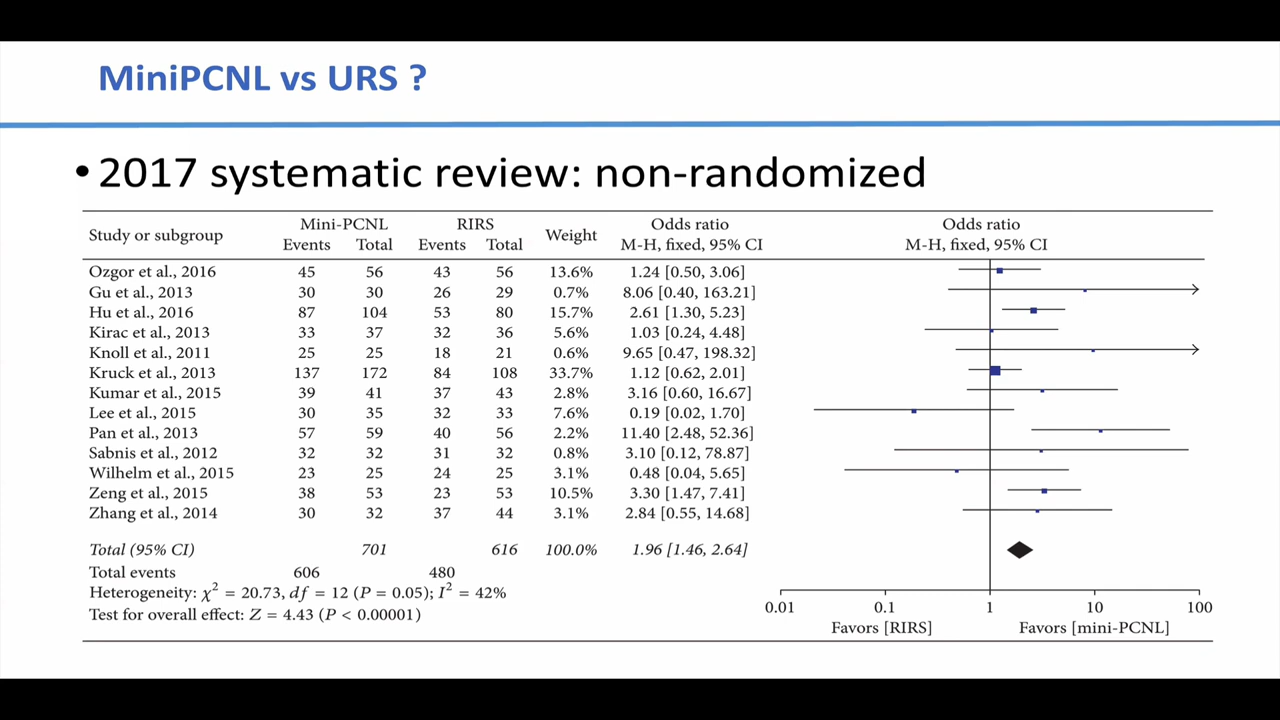 MiniPCNL vs URS ?
• 2017 systematic review: non-randomized
Study or subgroup Mini-PCNL RIRS Weight Odds ratio Odds ratio
Events Total Events Total M-H, fixed, 95% CI M-H, fixed, 95% CI
Ozgor et al., 2016 45 56 43 56 13.6% 1.24 [0.50, 3.06]
Gu et al., 2013 30 30 26 29 0.7% 8.06 [0.40, 163.21]
Hu et al., 2016 87 104 53 80 15.7% 2.61 [1.30, 5.23]
Kirac et al., 2013 33 37 32 36 5.6% 1.03 [0.24, 4.48]
Knoll et al., 2011 25 25 18 21 0.6% 9.65 [0.47, 198.32]
Kruck et al., 2013 137 172 84 108 33.7% 1.12 [0.62, 2.01]
Kumar et al., 2015 39 41 37 43 2.8% 3.16 [0.60, 16.67]
Lee et al., 2015 30 35 32 33 7.6% 0.19 [0.02, 1.70]
Pan et al., 2013 57 59 40 56 2.2% 11.40 [2.48, 52.36]
Sabnis et al., 2012 32 32 31 32 0.8% 3.10 [0.12, 78.87]
Wilhelm et al., 2015 23 25 24 25 3.1% 0.48 [0.04, 5.65]
Zeng et al., 2015 38 53 23 53 10.5% 3.30 [1.47, 7.41]
Zhang et al., 2014 30 32 37 44 3.1% 2.84 [0.55, 14.68]
Total (95% CI) 701 616 100.0% 1.96 [1.46, 2.64]
Total events 606 480
Heterogeneity: χ² = 20.73, df = 12 (P = 0.05); I² = 42%
Test for overall effect: Z = 4.43 (P < 0.00001)
0.01 0.1 1 10 100
Favors [RIRS] Favors [mini-PCNL]